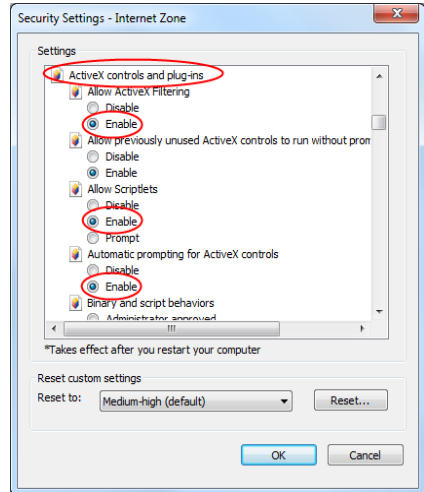 Security Settings - Internet Zone
Settings
ActiveX controls and plug-ins
Allow ActiveX Filtering
Disable
Enable
Allow previously unused ActiveX controls to run without prom
Disable
Enable
Allow Scriptlets
Disable
Enable
Prompt
Automatic prompting for ActiveX controls
Disable
Enable
Binary and script behaviors
Administrator approved
*Takes effect after you restart your computer
Reset custom settings
Reset to: Medium-high (default) Reset...
OK Cancel